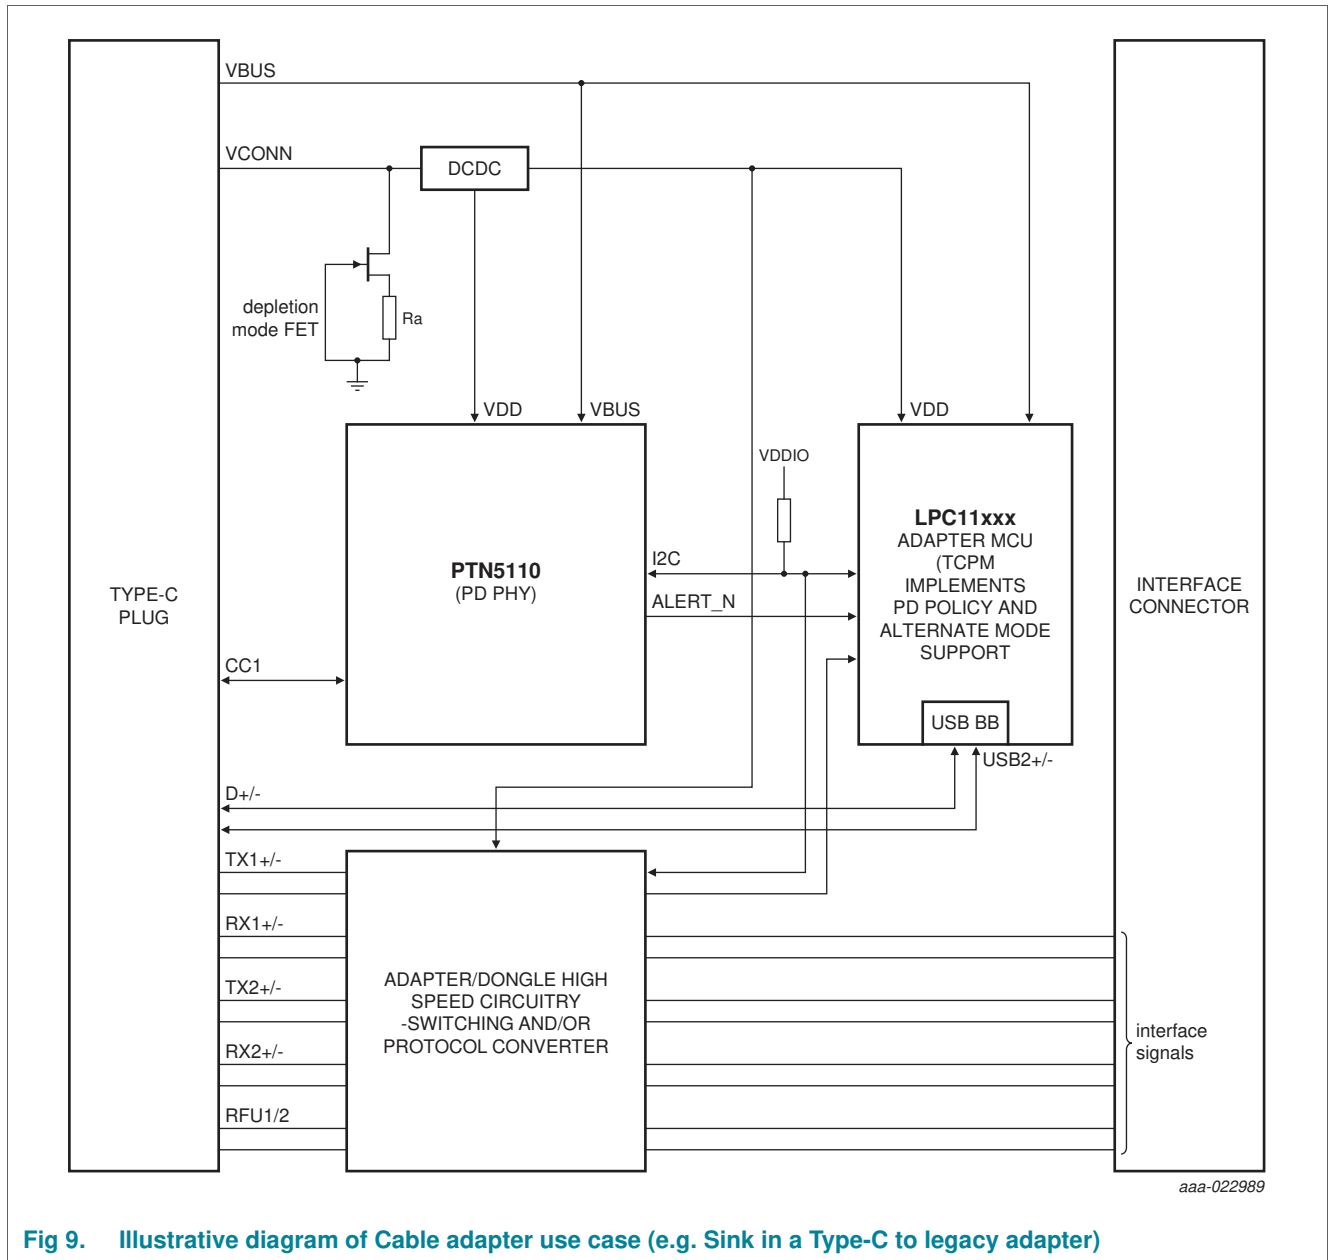 VBUS
VCONN
DCDC
depletion
mode FET
Ra
VDD
VBUS
VDD
VDDIO
PTN5110
(PD PHY)
I2C
ALERT_N
LPC11xxx
ADAPTER MCU
(TCPM
IMPLEMENTS
PD POLICY AND
ALTERNATE MODE
SUPPORT
USB BB
USB2+/-
TYPE-C
PLUG
INTERFACE
CONNECTOR
CC1
D+/-
TX1+/-
RX1+/-
TX2+/-
RX2+/-
RFU1/2
ADAPTER/DONGLE HIGH
SPEED CIRCUITRY
-SWITCHING AND/OR
PROTOCOL CONVERTER
interface
signals
aaa-022989
Fig 9. Illustrative diagram of Cable adapter use case (e.g. Sink in a Type-C to legacy adapter)